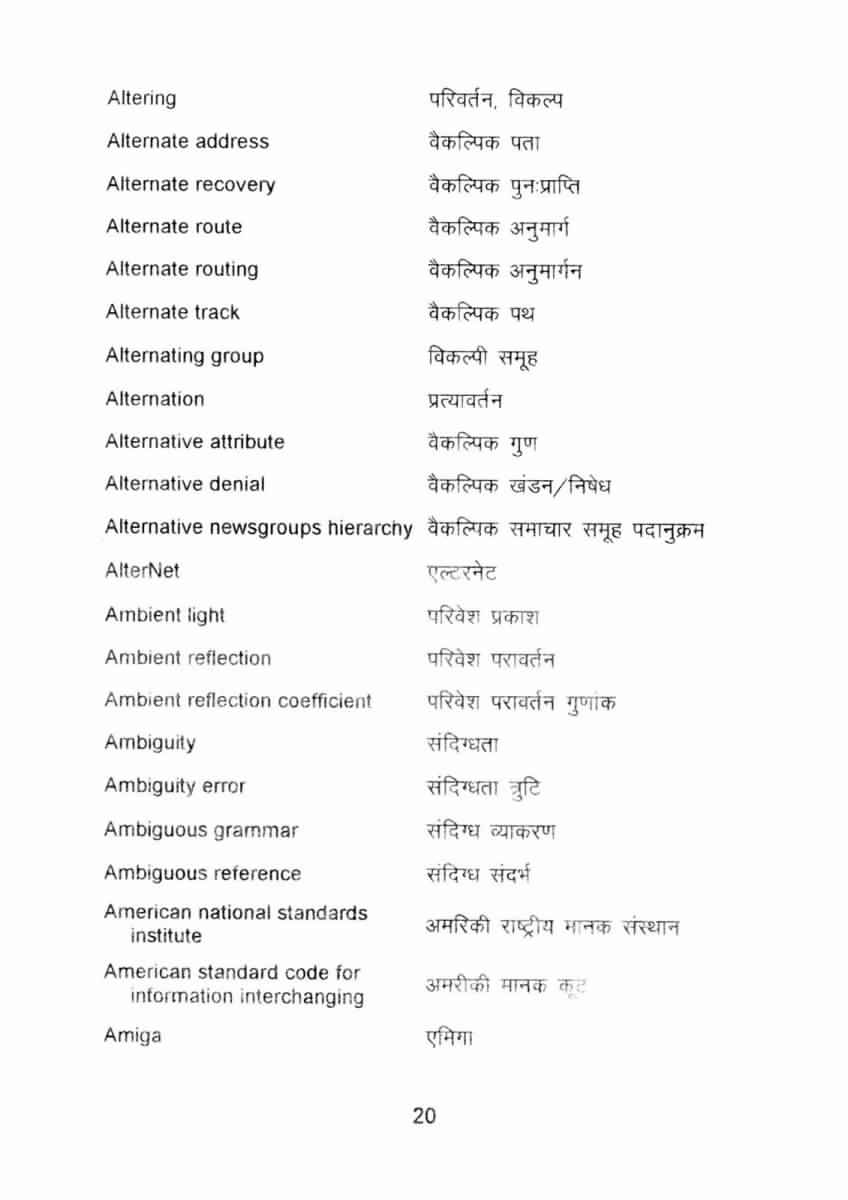 Altering परिवर्तन, विकल्प
Alternate address वैकल्पिक पता
Alternate recovery वैकल्पिक पुनःप्राप्ति
Alternate route वैकल्पिक अनुमार्ग
Alternate routing वैकल्पिक अनुमार्गन
Alternate track वैकल्पिक पथ
Alternating group विकल्पी समूह
Alternation प्रत्यावर्तन
Alternative attribute वैकल्पिक गुण
Alternative denial वैकल्पिक खंडन/निषेध
Alternative newsgroups hierarchy वैकल्पिक समाचार समूह पदानुक्रम
AlterNet एल्टरनेट
Ambient light परिवेश प्रकाश
Ambient reflection परिवेश परावर्तन
Ambient reflection coefficient परिवेश परावर्तन गुणांक
Ambiguity संदिग्धता
Ambiguity error संदिग्धता त्रुटि
Ambiguous grammar संदिग्ध व्याकरण
Ambiguous reference संदिग्ध संदर्भ
American national standards
institute अमरिकी राष्ट्रीय मानक संस्थान
American standard code for
information interchanging अमरीकी मानक कूट
Amiga एमिगा
20